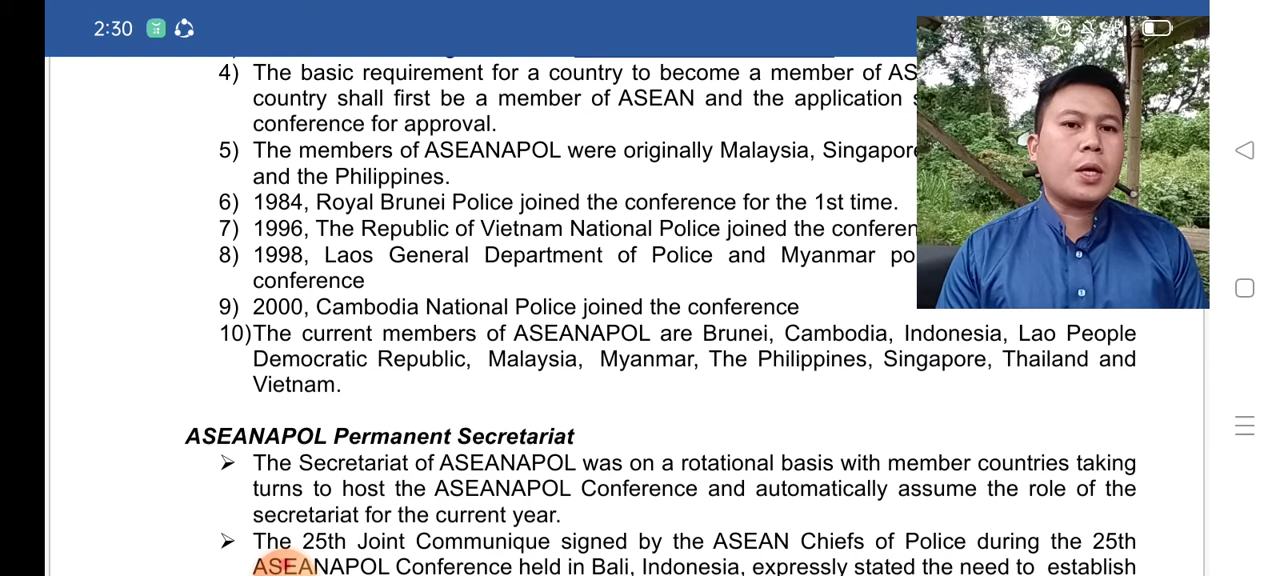 2:30
4) The basic requirement for a country to become a member of AS
country shall first be a member of ASEAN and the application
conference for approval.
5) The members of ASEANAPOL were originally Malaysia, Singapore
and the Philippines.
6) 1984, Royal Brunei Police joined the conference for the 1st time.
7) 1996, The Republic of Vietnam National Police joined the conferen
8) 1998, Laos General Department of Police and Myanmar po
conference
9) 2000, Cambodia National Police joined the conference
10)The current members of ASEANAPOL are Brunei, Cambodia, Indonesia, Lao People
Democratic Republic, Malaysia, Myanmar, The Philippines, Singapore, Thailand and
Vietnam.
ASEANAPOL Permanent Secretariat
➢ The Secretariat of ASEANAPOL was on a rotational basis with member countries taking
turns to host the ASEANAPOL Conference and automatically assume the role of the
secretariat for the current year.
➢ The 25th Joint Communique signed by the ASEAN Chiefs of Police during the 25th
ASEANAPOL Conference held in Bali, Indonesia, expressly stated the need to establish